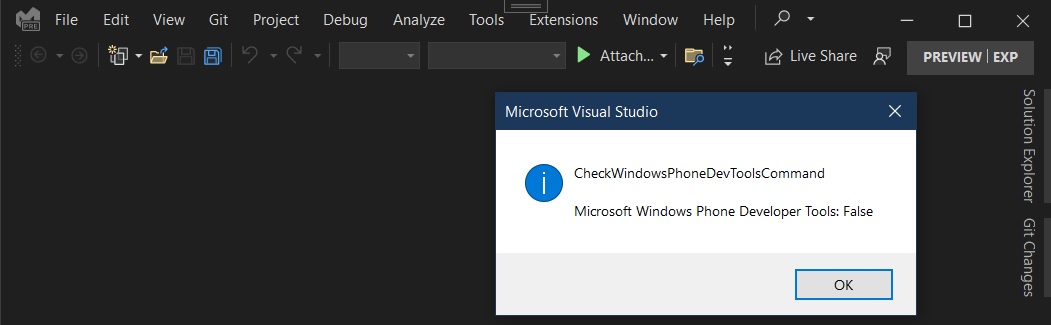 File Edit View Git Project Debug Analyze Tools Extensions Window Help
PRE
Attach... Live Share PREVIEW | EXP
Microsoft Visual Studio
CheckWindowsPhoneDevToolsCommand
Microsoft Windows Phone Developer Tools: False
OK
Solution Explorer
Git Changes